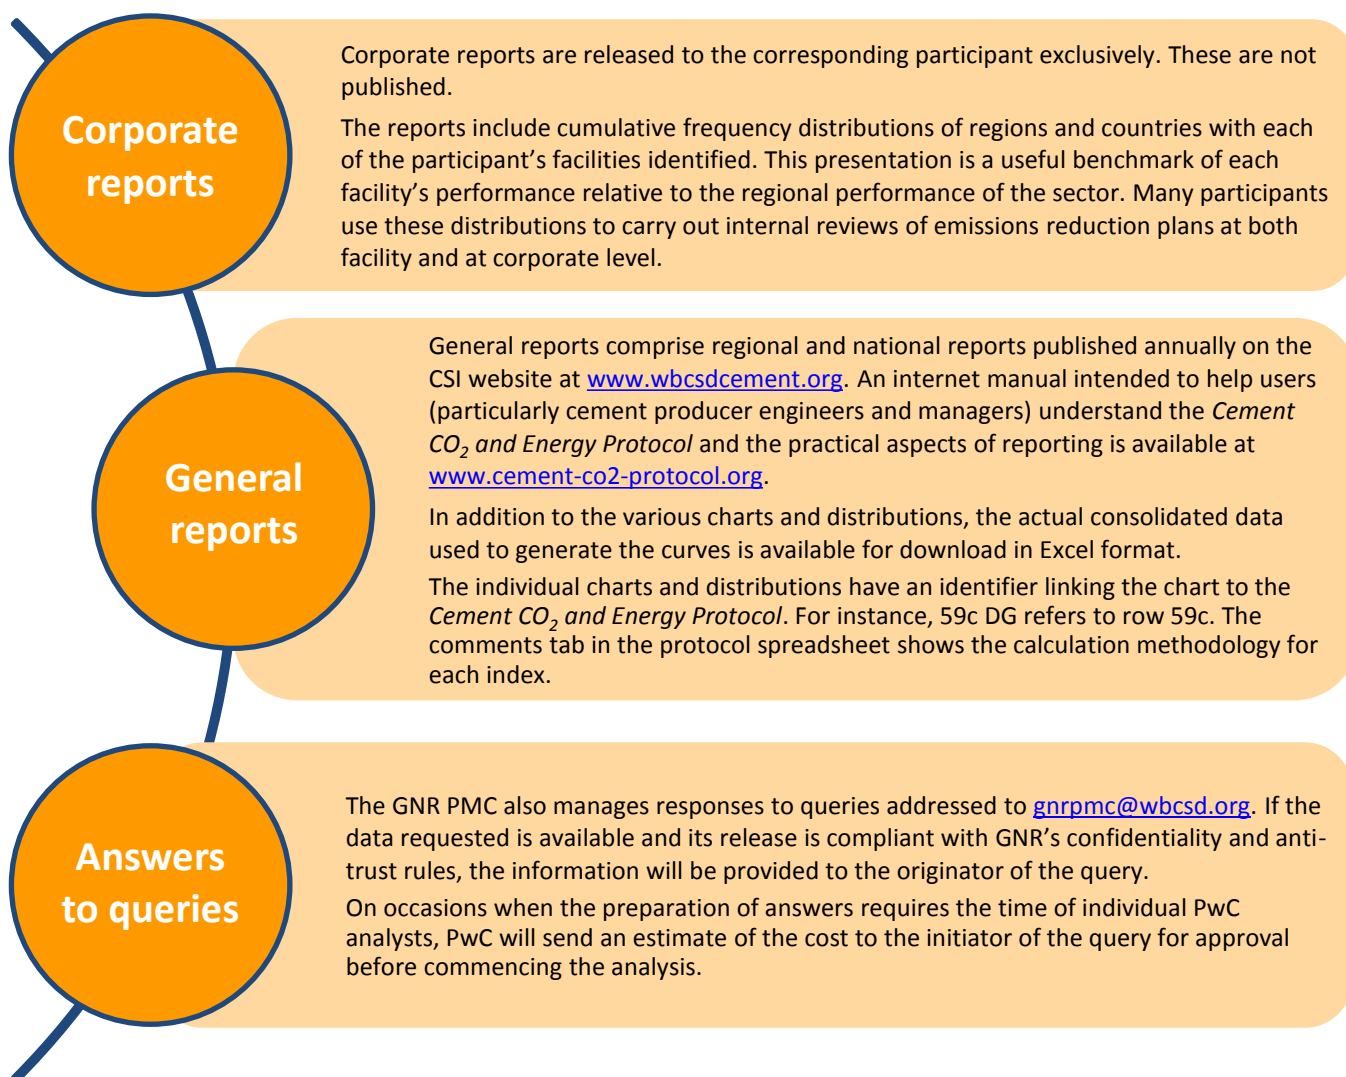 Corporate
reports
Corporate reports are released to the corresponding participant exclusively. These are not
published.
The reports include cumulative frequency distributions of regions and countries with each
of the participant’s facilities identified. This presentation is a useful benchmark of each
facility’s performance relative to the regional performance of the sector. Many participants
use these distributions to carry out internal reviews of emissions reduction plans at both
facility and at corporate level.
General
reports
General reports comprise regional and national reports published annually on the
CSI website at www.wbcsdcement.org. An internet manual intended to help users
(particularly cement producer engineers and managers) understand the Cement
CO2 and Energy Protocol and the practical aspects of reporting is available at
www.cement-co2-protocol.org.
In addition to the various charts and distributions, the actual consolidated data
used to generate the curves is available for download in Excel format.
The individual charts and distributions have an identifier linking the chart to the
Cement CO2 and Energy Protocol. For instance, 59c DG refers to row 59c. The
comments tab in the protocol spreadsheet shows the calculation methodology for
each index.
Answers
to queries
The GNR PMC also manages responses to queries addressed to gnrpmc@wbcsd.org. If the
data requested is available and its release is compliant with GNR’s confidentiality and anti-
trust rules, the information will be provided to the originator of the query.
On occasions when the preparation of answers requires the time of individual PwC
analysts, PwC will send an estimate of the cost to the initiator of the query for approval
before commencing the analysis.